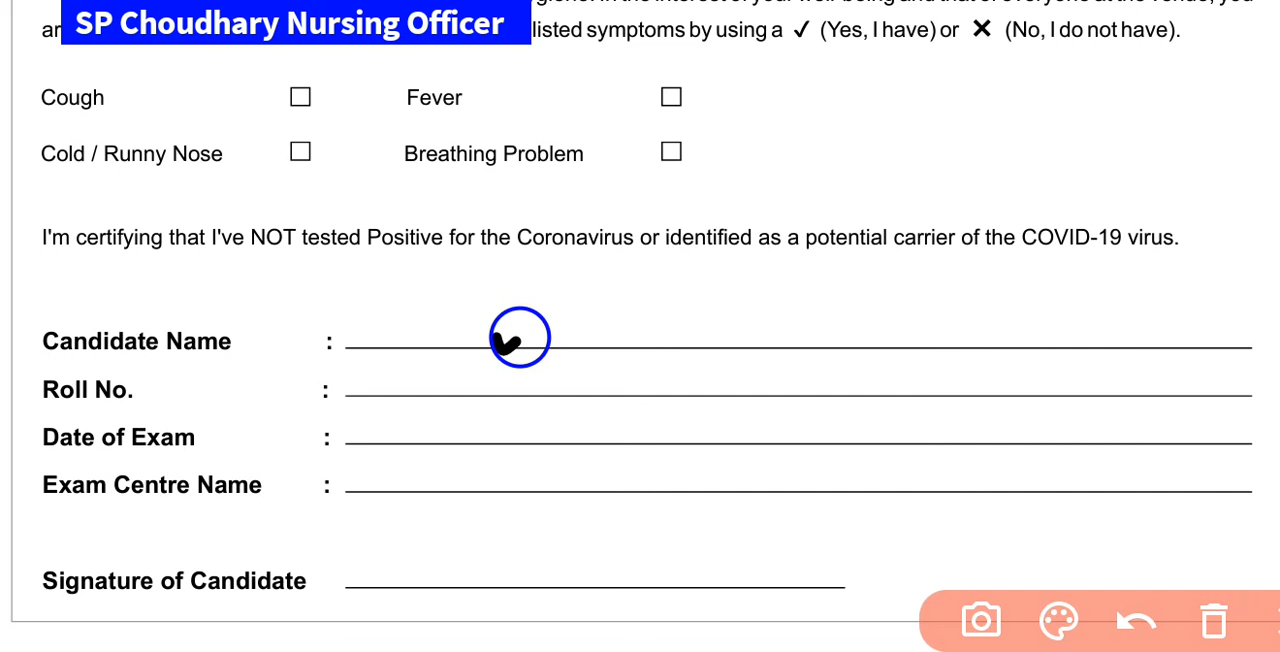 SP Choudhary Nursing Officer
listed symptoms by using a ✓ (Yes, I have) or ✕ (No, I do not have).
Cough ☐ Fever ☐
Cold / Runny Nose ☐ Breathing Problem ☐
I'm certifying that I've NOT tested Positive for the Coronavirus or identified as a potential carrier of the COVID-19 virus.
Candidate Name :
Roll No. :
Date of Exam :
Exam Centre Name :
Signature of Candidate